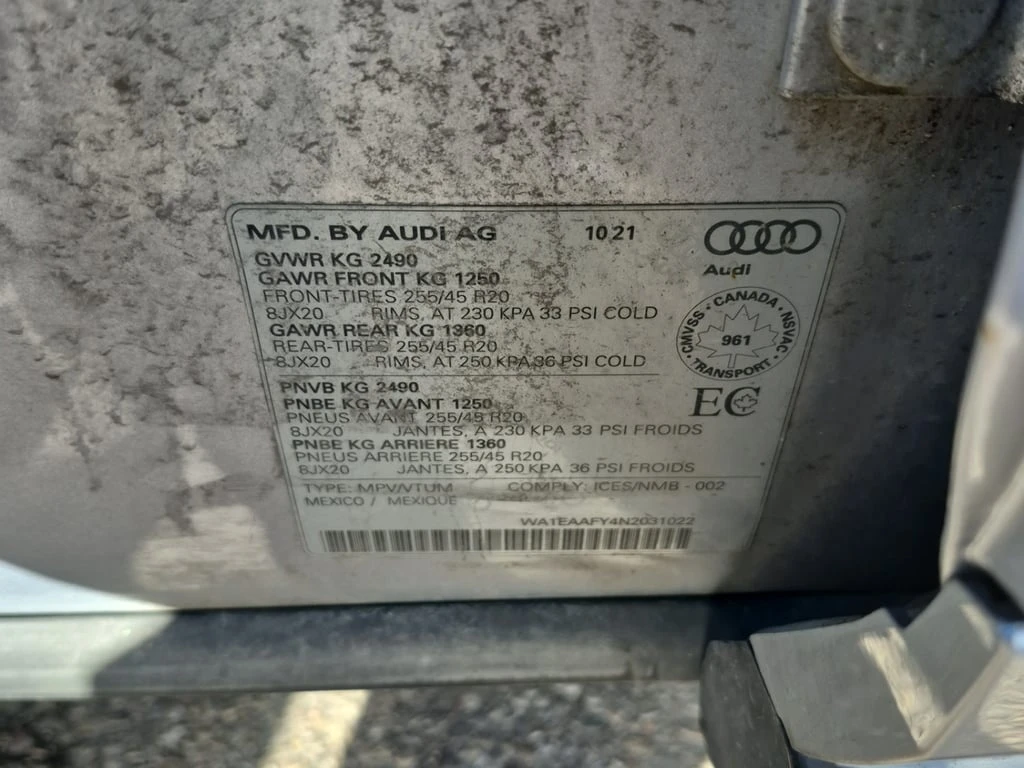 MFD. BY AUDI AG 10 21
Audi
GVWR KG 2490
GAWR FRONT KG 1250
FRONT-TIRES 255/45 R20
8JX20 RIMS, AT 230 KPA 33 PSI COLD
GAWR REAR KG 1360
REAR-TIRES 255/45 R20
8JX20 RIMS, AT 250 KPA 36 PSI COLD
CMVSS · CANADA · NSVAC · TRANSPORT ·
961
PNVB KG 2490
PNBE KG AVANT 1250
PNEUS AVANT 255/45 R20
8JX20 JANTES, A 230 KPA 33 PSI FROIDS
PNBE KG ARRIERE 1360
PNEUS ARRIERE 255/45 R20
8JX20 JANTES, A 250 KPA 36 PSI FROIDS
EC
TYPE: MPV/VTUM COMPLY: ICES/NMB - 002
MEXICO / MEXIQUE
WA1EAAFY4N2031022